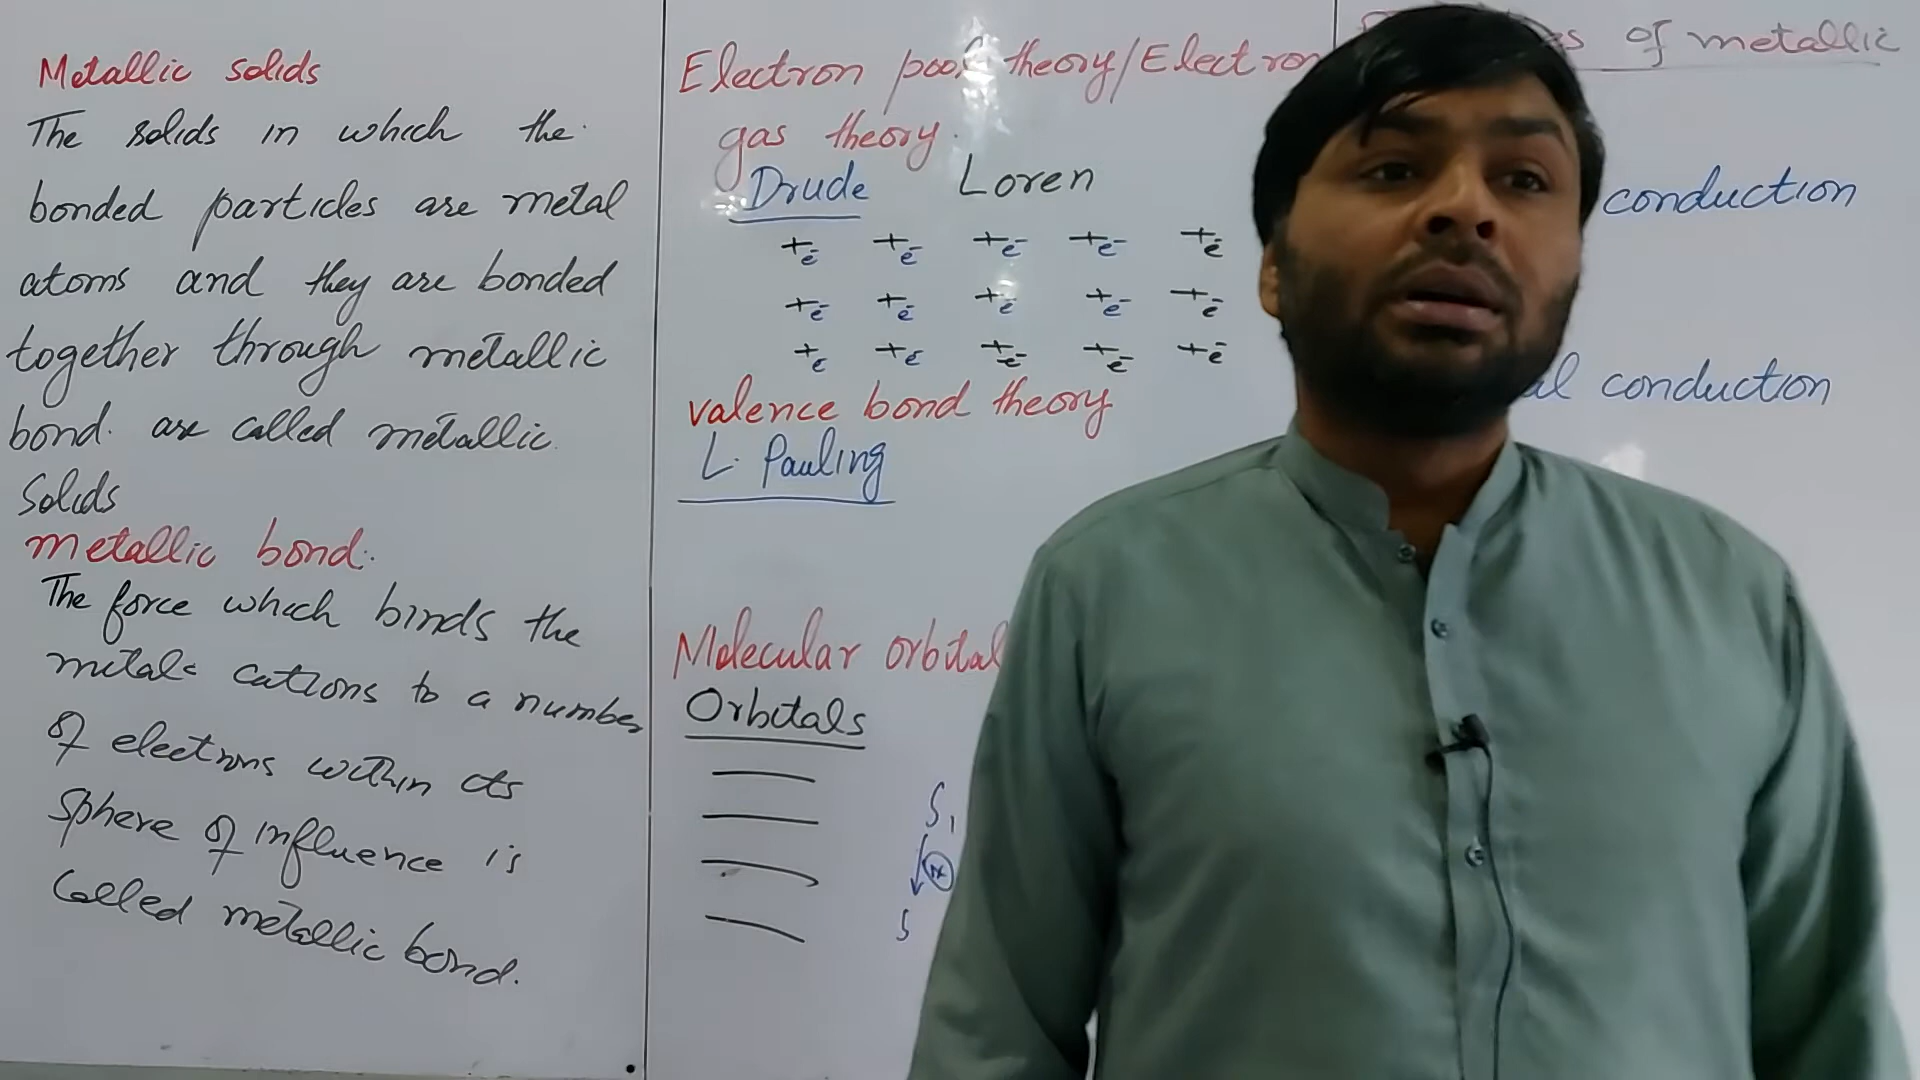 Metallic solids
The solids in which the
bonded particles are metal
atoms and they are bonded
together through metallic
bond. are called metallic
Solids
metallic bond.
The force which binds the
metals cations to a number
of electrons within its
sphere of influence is
Called metallic bond.
Electron pool theory/Electron
gas theory.
Drude Loren
+e- +e- +e- +e- +e-
+e- +e- +e- +e- +e-
+e +e +e- +e- +e-
valence bond theory
L. Pauling
Molecular orbital
Orbitals
S1
S
of metallic
conduction
conduction